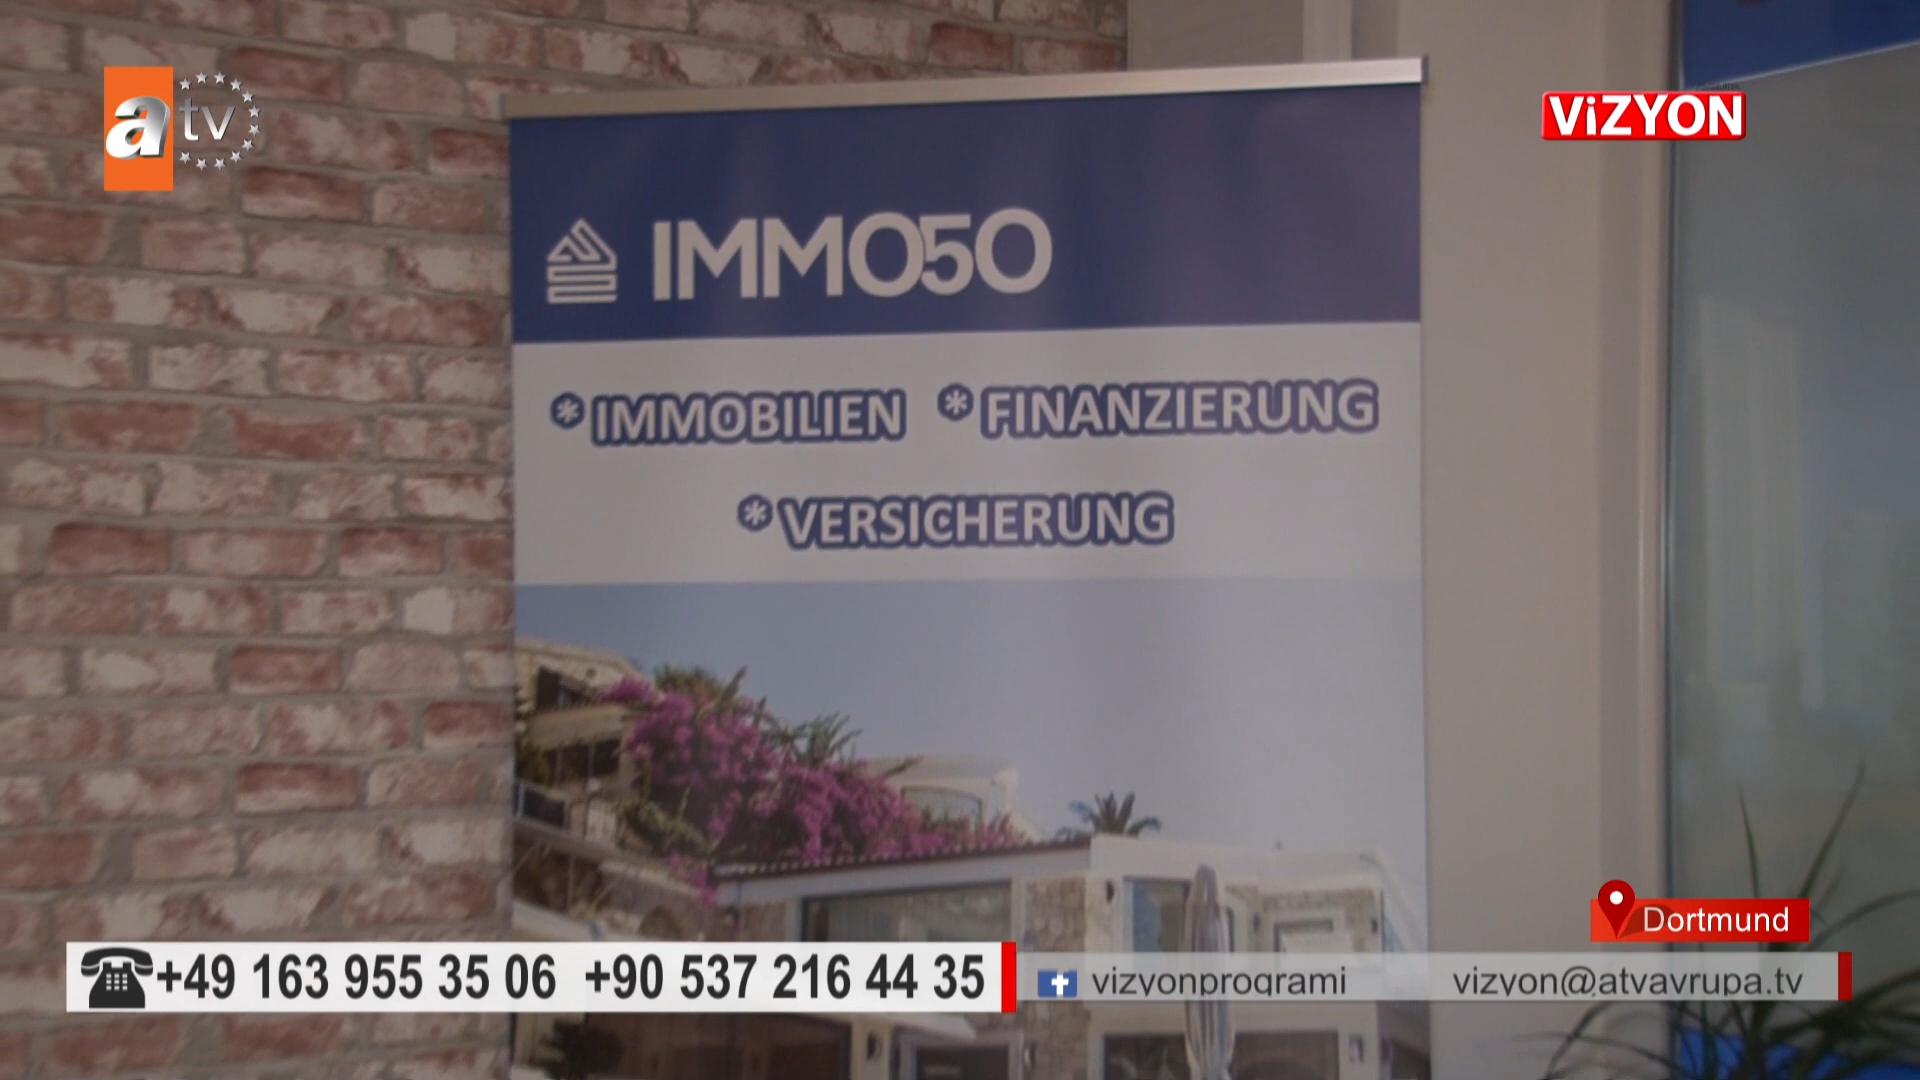 atv
ViZYON
IMMO50
*IMMOBILIEN *FINANZIERUNG
*VERSICHERUNG
Dortmund
+49 163 955 35 06 +90 537 216 44 35
vizyonprogrami vizyon@atvavrupa.tv